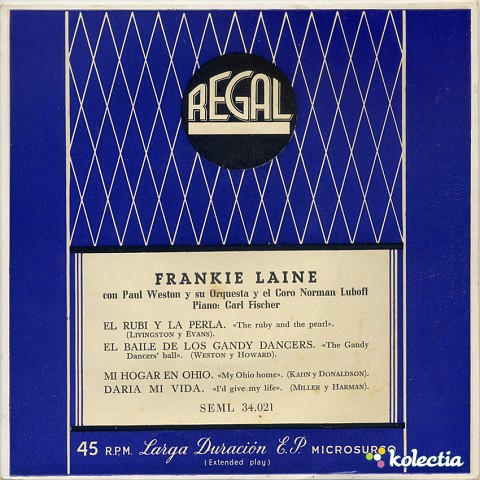 REGAL
FRANKIE LAINE
con Paul Weston y su Orquesta y el Coro Norman Luboff
Piano: Carl Fischer
EL RUBI Y LA PERLA. «The ruby and the pearl».
(LIVINGSTON y EVANS).
EL BAILE DE LOS GANDY DANCERS. «The Gandy
Dancers' ball». (WESTON y HOWARD).
MI HOGAR EN OHIO. «My Ohio home». (KAHN y DONALDSON).
DARIA MI VIDA. «I'd give my life». (MILLER y HARMAN).
SEML 34.021
45 R.P.M. Larga Duración E.P. MICROSURCO
(Extended play)
kolectia